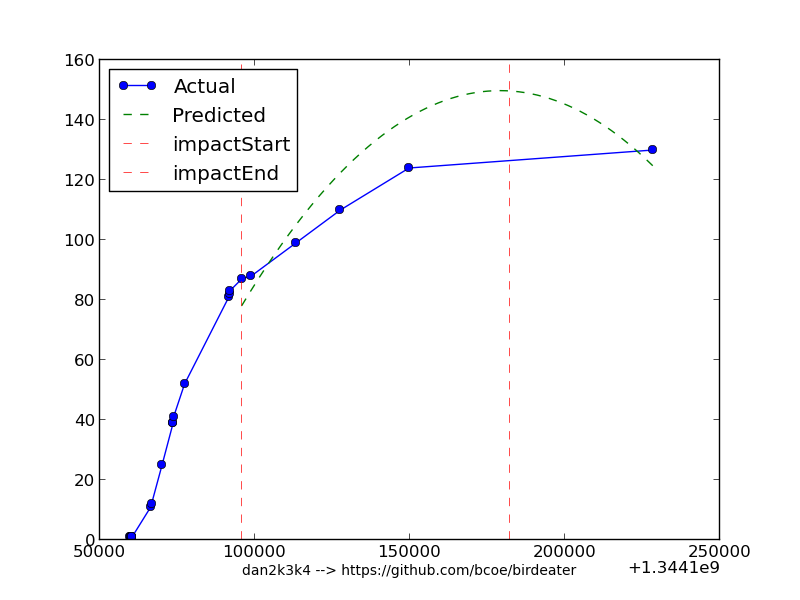 160
140
120
100
80
60
40
20
0
Actual
Predicted
impactStart
impactEnd
50000 100000 150000 200000 250000
+1.3441e9
dan2k3k4 --> https://github.com/bcoe/birdeater